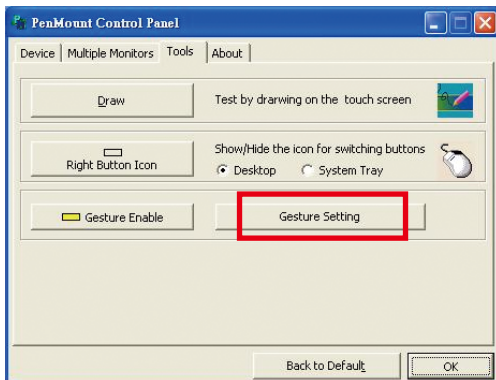 PenMount Control Panel
Device Multiple Monitors Tools About
Draw Test by drarwing on the touch screen
Right Button Icon Show/Hide the icon for switching buttons
Desktop System Tray
Gesture Enable Gesture Setting
Back to Default OK